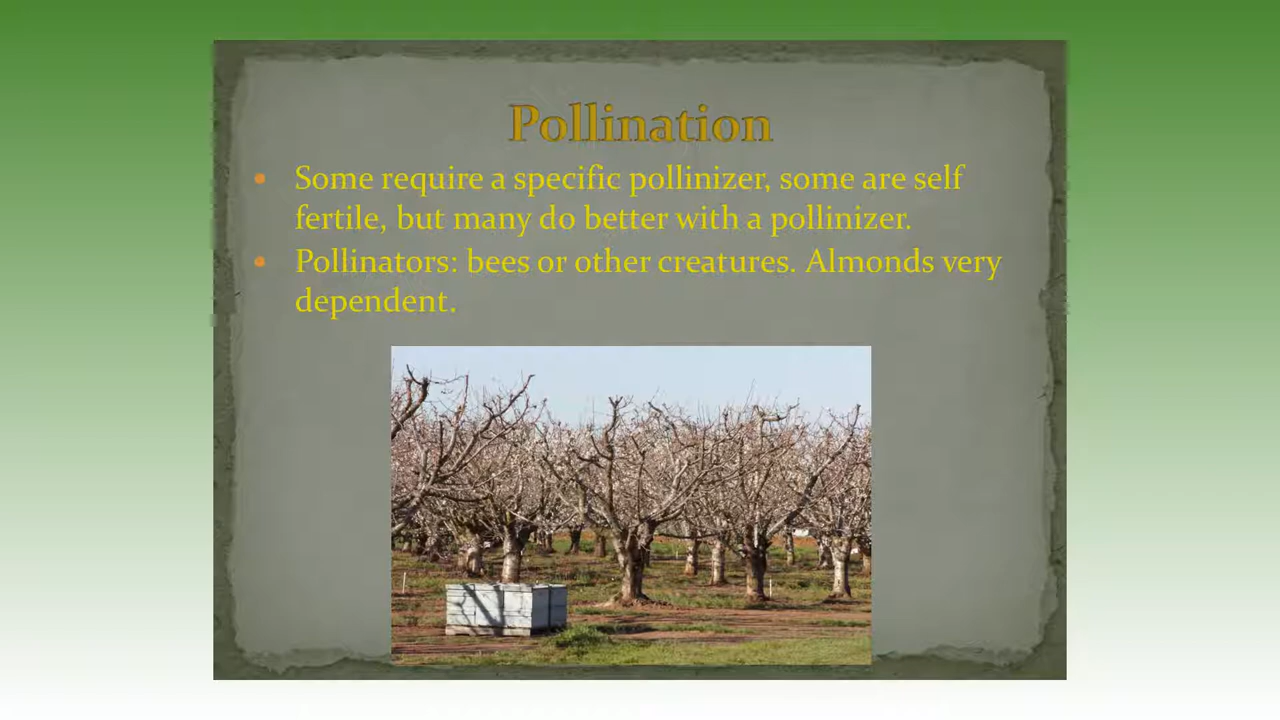 Pollination
Some require a specific pollinizer, some are self
fertile, but many do better with a pollinizer.
Pollinators: bees or other creatures. Almonds very
dependent.